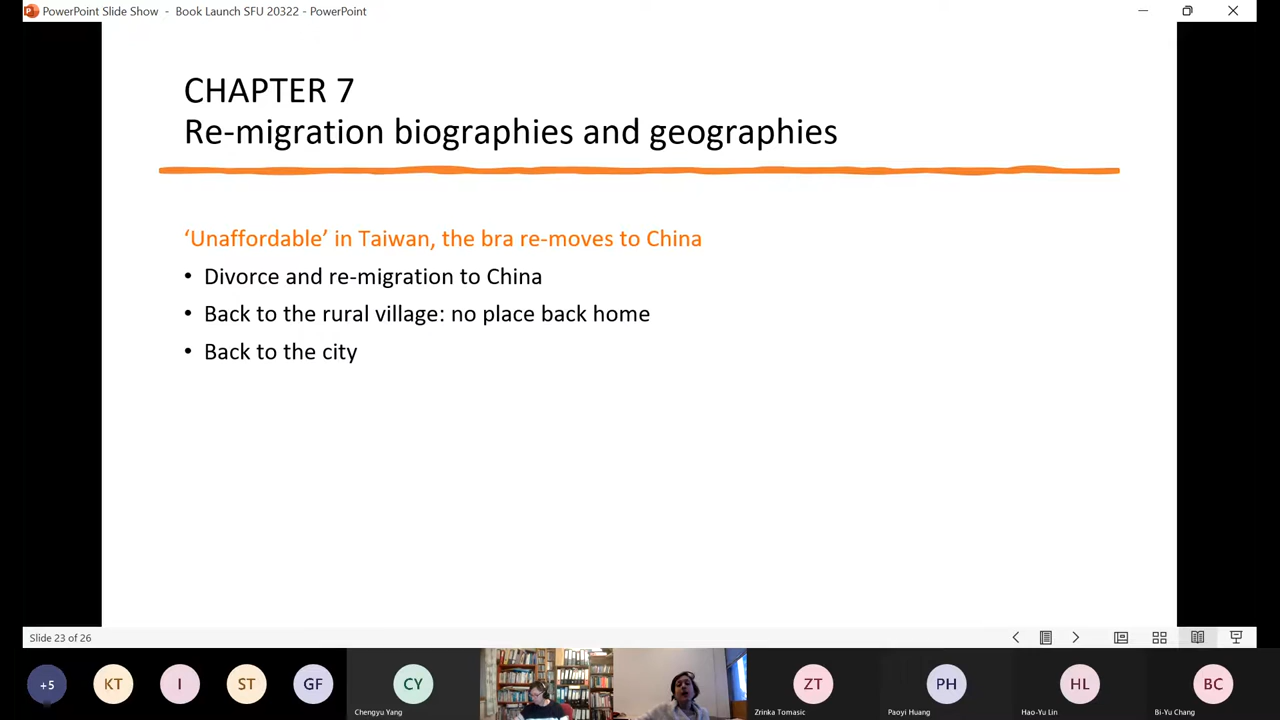 PowerPoint Slide Show - Book Launch SFU 20322 - PowerPoint
CHAPTER 7
Re-migration biographies and geographies
‘Unaffordable’ in Taiwan, the bra re-moves to China
• Divorce and re-migration to China
• Back to the rural village: no place back home
• Back to the city
Slide 23 of 26
+5 KT I ST GF CY ZT PH HL BC
Chengyu Yang Zrinka Tomasic Paoyi Huang Hao-Yu Lin Bi-Yu Chang